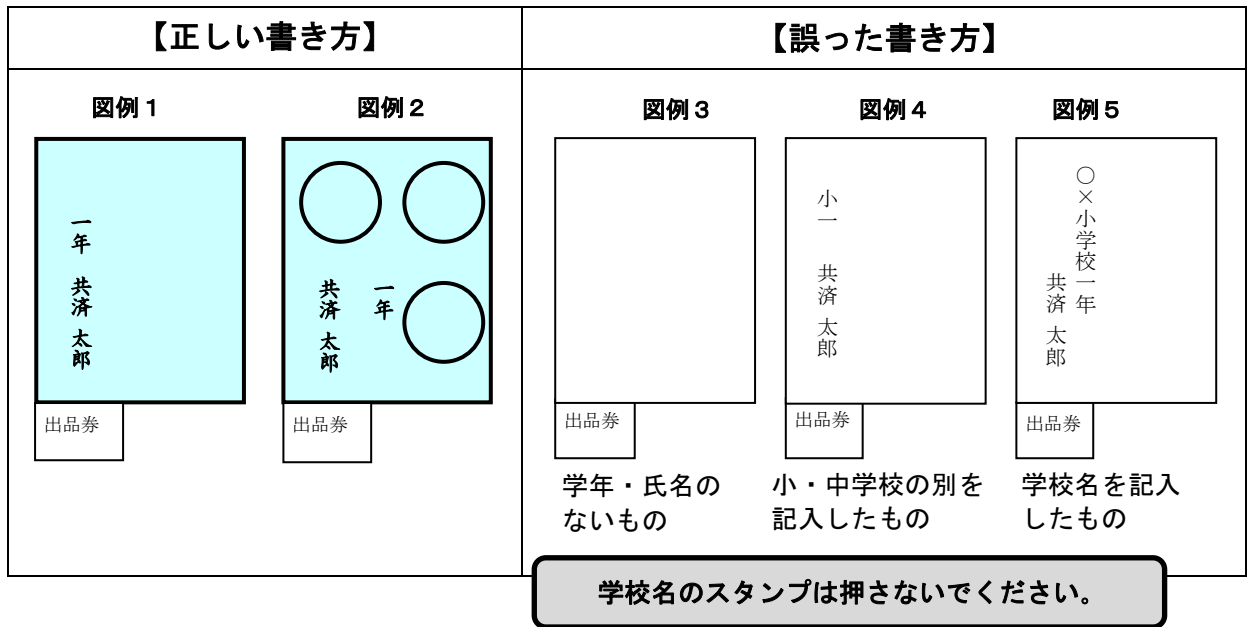 【正しい書き方】
【誤った書き方】
図例１
図例２
図例３
図例４
図例５
一年 共済 太郎
出品券
一年
共済 太郎
出品券
出品券
学年・氏名の
ないもの
小一 共済 太郎
出品券
小・中学校の別を
記入したもの
○×小学校一年
共済 太郎
出品券
学校名を記入
したもの
学校名のスタンプは押さないでください。